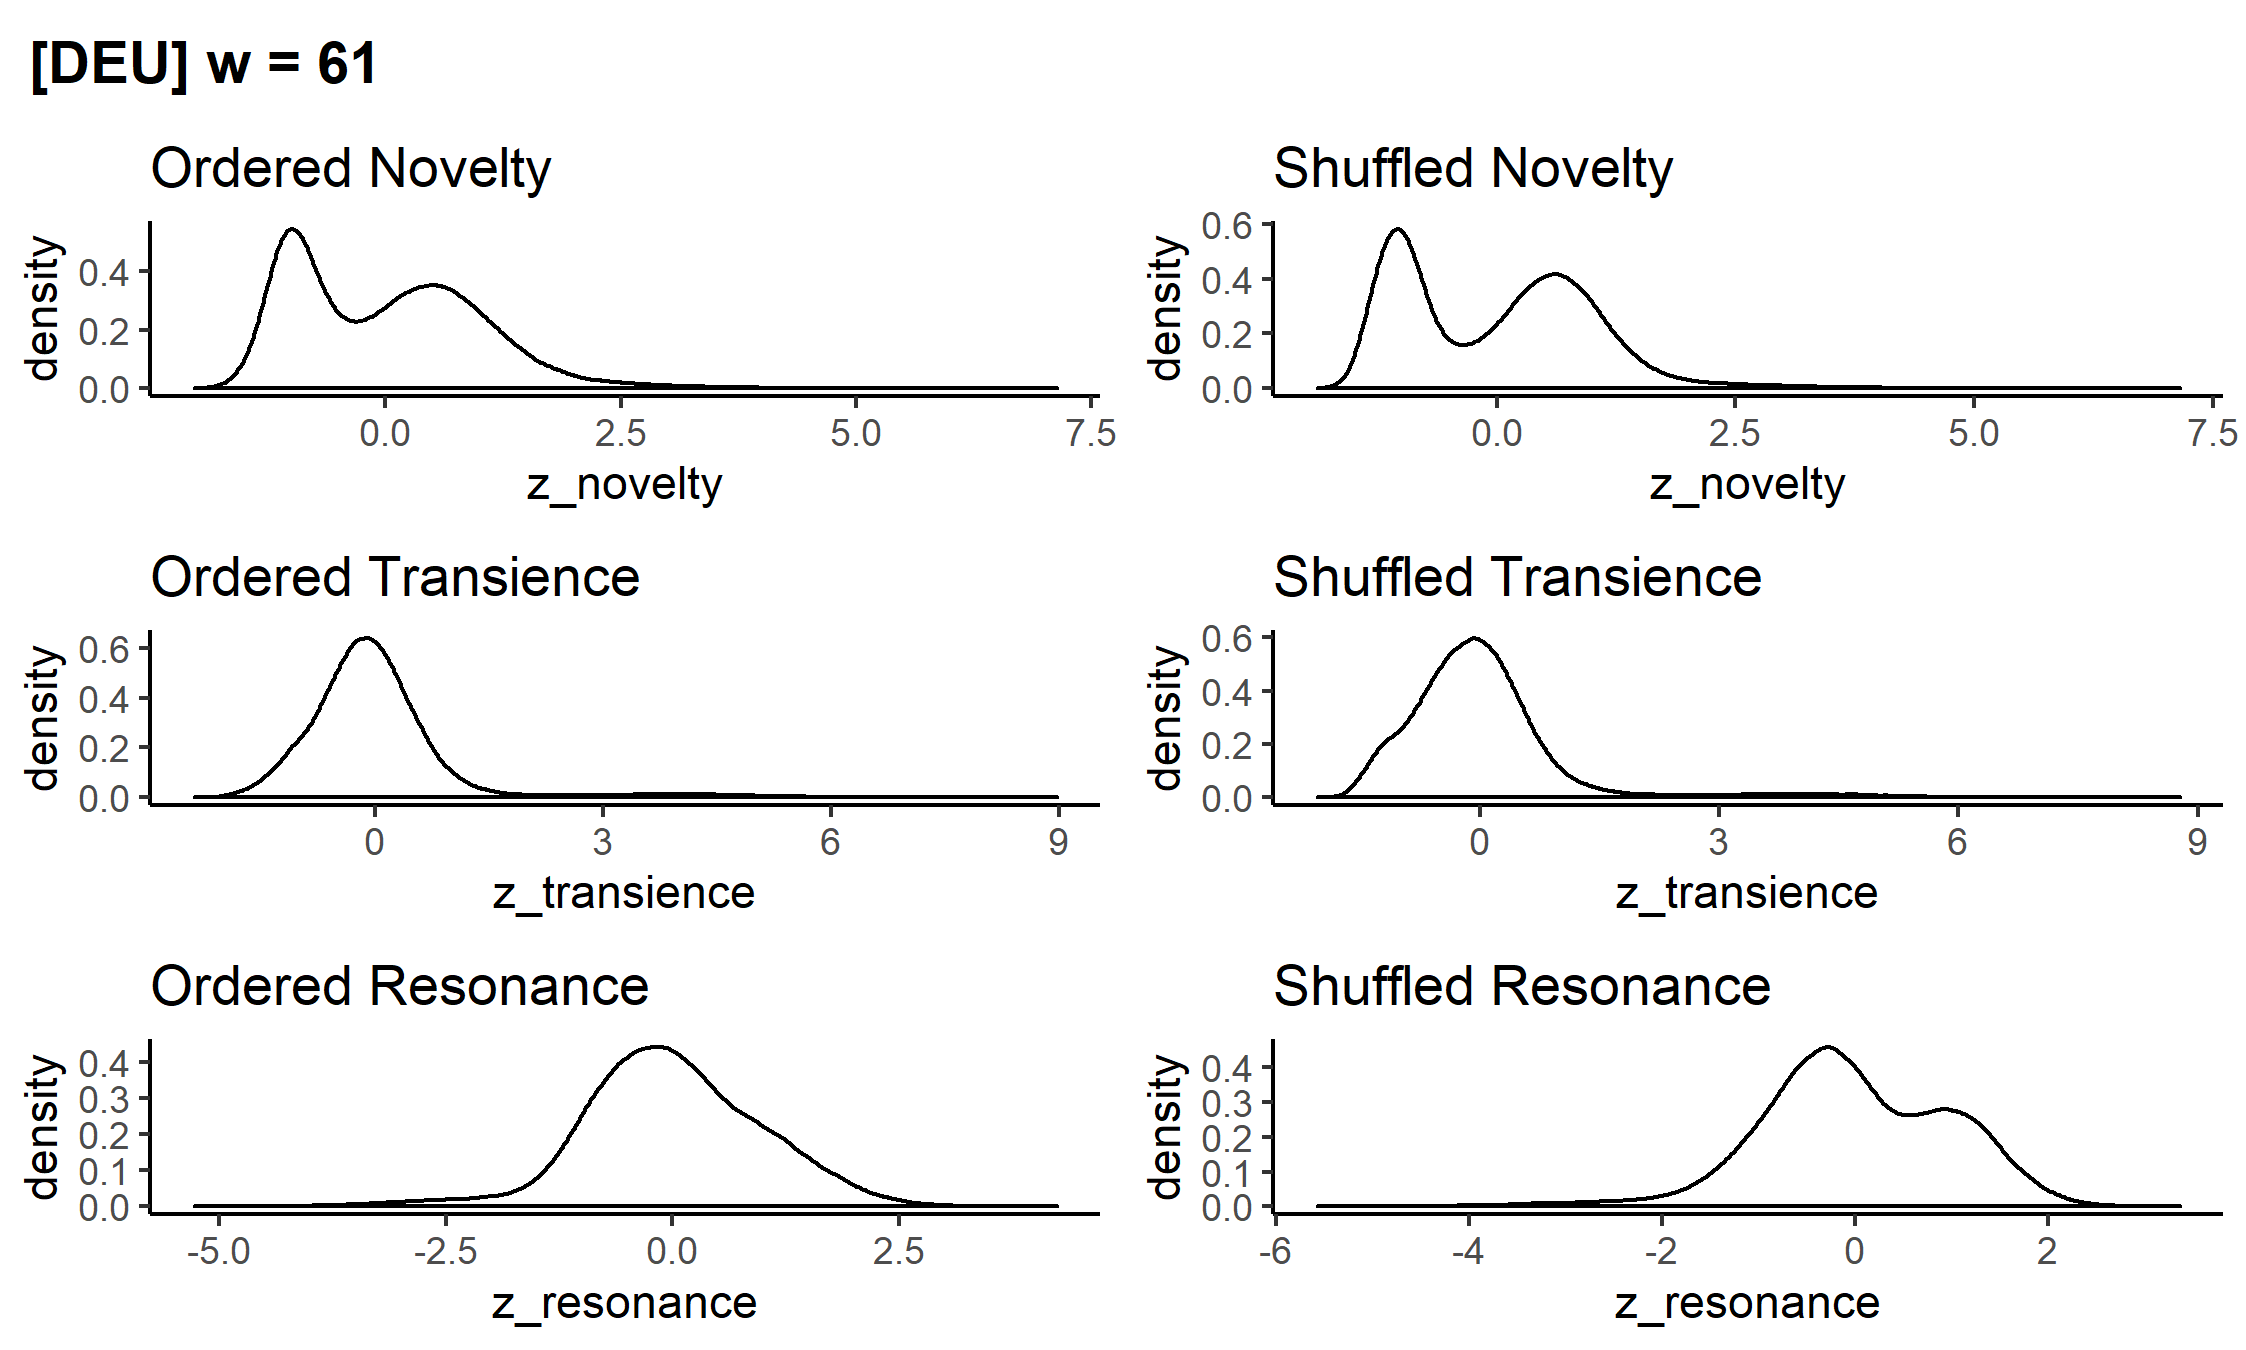 [DEU] w = 61
Ordered Novelty
density
0.4
0.2
0.0
0.0 2.5 5.0 7.5
z_novelty
Shuffled Novelty
density
0.6
0.4
0.2
0.0
0.0 2.5 5.0 7.5
z_novelty
Ordered Transience
density
0.6
0.4
0.2
0.0
0 3 6 9
z_transience
Shuffled Transience
density
0.6
0.4
0.2
0.0
0 3 6 9
z_transience
Ordered Resonance
density
0.4
0.3
0.2
0.1
0.0
-5.0 -2.5 0.0 2.5
z_resonance
Shuffled Resonance
density
0.4
0.3
0.2
0.1
0.0
-6 -4 -2 0 2
z_resonance